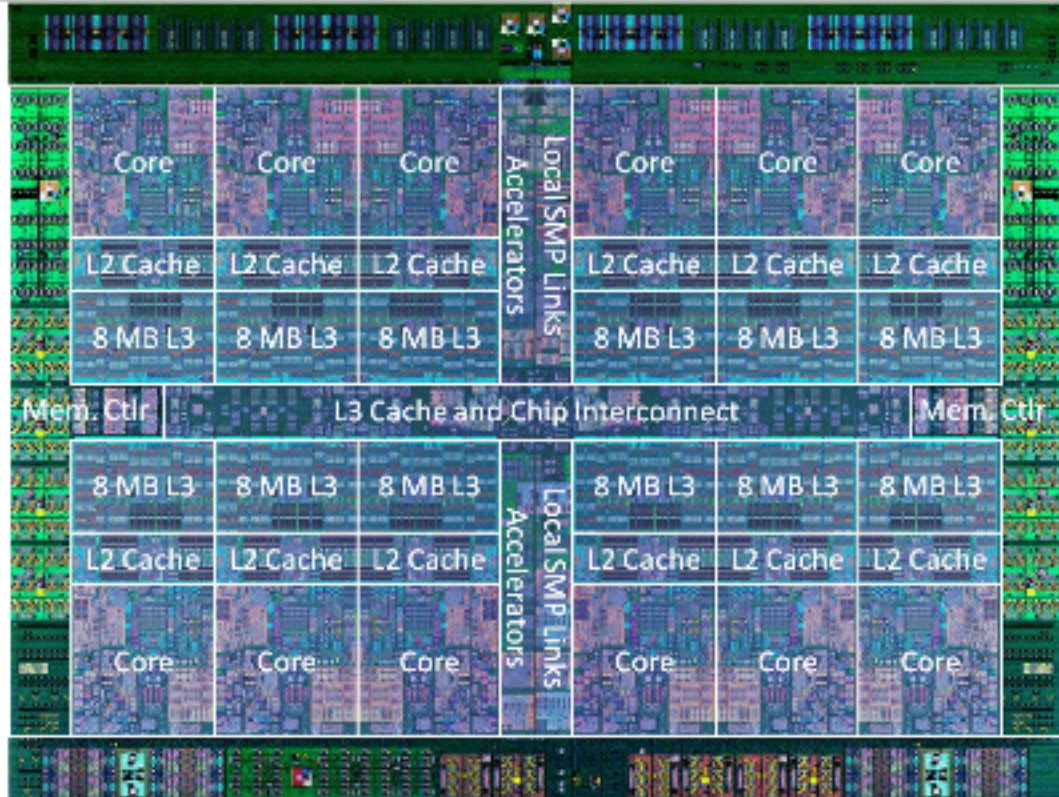 Core Core Core Core Core Core
L2 Cache L2 Cache L2 Cache L2 Cache L2 Cache L2 Cache
8 MB L3 8 MB L3 8 MB L3 8 MB L3 8 MB L3 8 MB L3
Local SMP Links
Accelerators
Mem. Ctlr L3 Cache and Chip Interconnect Mem. Ctlr
8 MB L3 8 MB L3 8 MB L3 8 MB L3 8 MB L3 8 MB L3
L2 Cache L2 Cache L2 Cache L2 Cache L2 Cache L2 Cache
Core Core Core Core Core Core
Local SMP Links
Accelerators